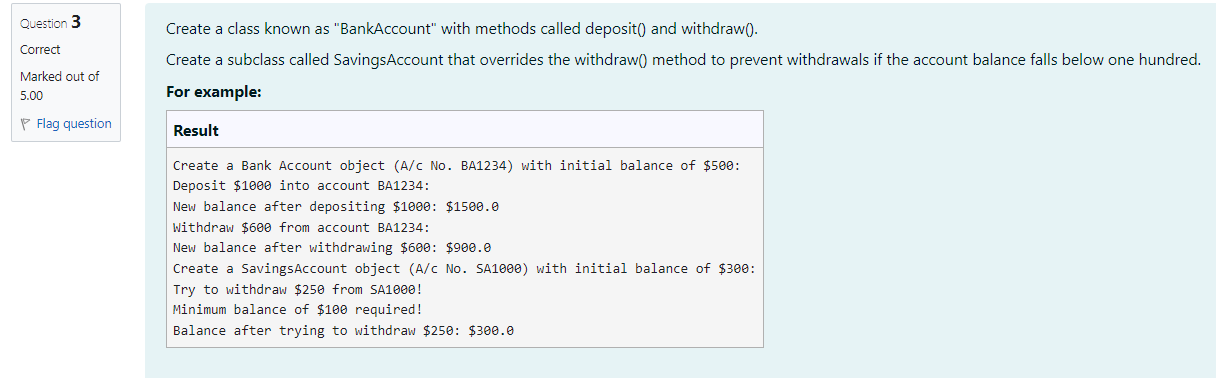 Question 3
Correct
Marked out of
5.00
Flag question
Create a class known as "BankAccount" with methods called deposit() and withdraw().
Create a subclass called SavingsAccount that overrides the withdraw() method to prevent withdrawals if the account balance falls below one hundred.
For example:
Result
Create a Bank Account object (A/c No. BA1234) with initial balance of $500:
Deposit $1000 into account BA1234:
New balance after depositing $1000: $1500.0
Withdraw $600 from account BA1234:
New balance after withdrawing $600: $900.0
Create a SavingsAccount object (A/c No. SA1000) with initial balance of $300:
Try to withdraw $250 from SA1000!
Minimum balance of $100 required!
Balance after trying to withdraw $250: $300.0